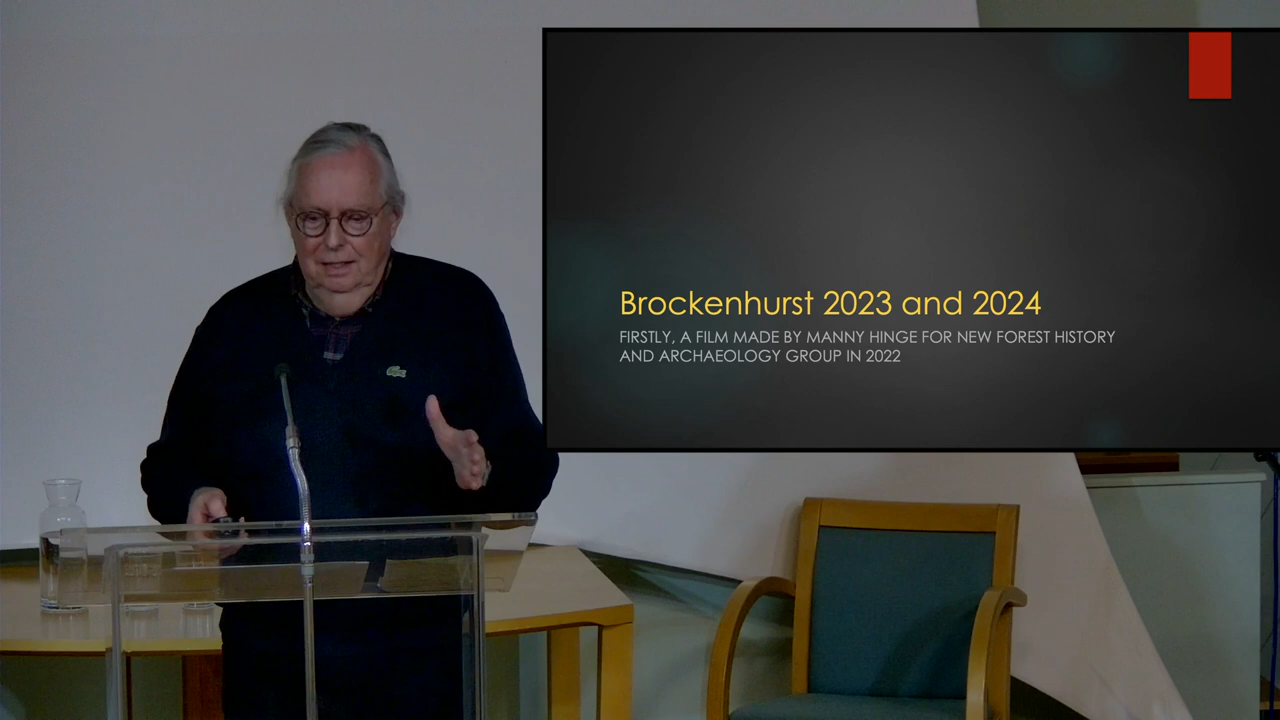 Brockenhurst 2023 and 2024
FIRSTLY, A FILM MADE BY MANNY HINGE FOR NEW FOREST HISTORY
AND ARCHAEOLOGY GROUP IN 2022